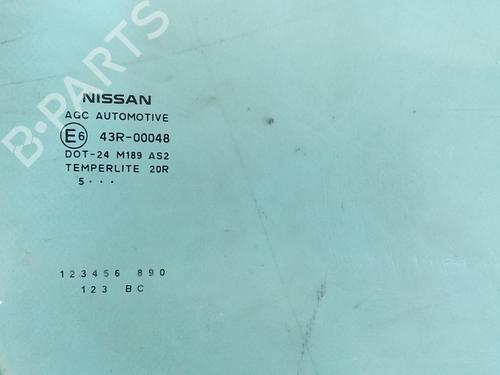 B-PARTS
NISSAN
AGC AUTOMOTIVE
E6 43R-00048
DOT-24 M189 AS2
TEMPERLITE 20R
5···
123456 890
123 BC